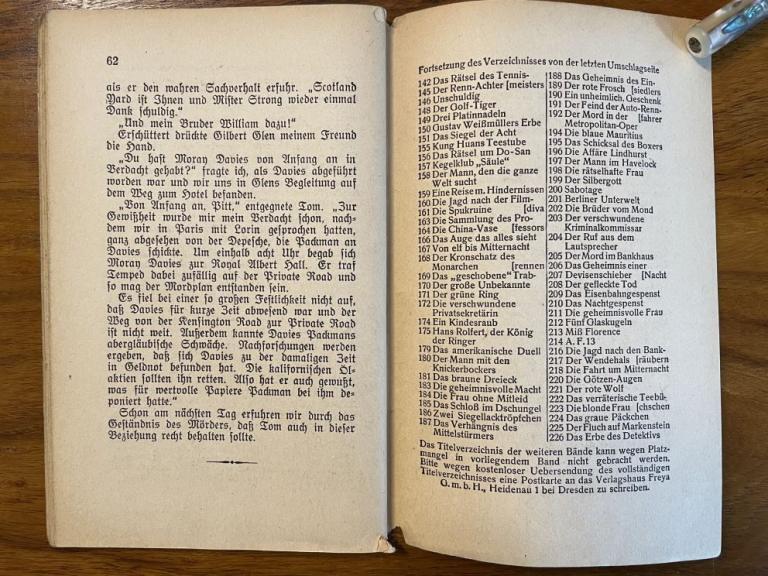 62
als er den wahren Sachverhalt erfuhr. „Scotland
Yard ist Ihnen und Mister Strong wieder einmal
Dank schuldig.“
„Und mein Bruder William dazu!“
Erschüttert drückte Gilbert Glen meinem Freund
die Hand.
„Du hast Moray Davies von Anfang an in
Verdacht gehabt?“ fragte ich, als Davies abgeführt
worden war und wir uns in Glens Begleitung auf
dem Weg zum Hotel befanden.
„Von Anfang an, Pitt,“ entgegnete Tom. „Zur
Gewißheit wurde mir mein Verdacht schon, nach-
dem wir in Paris mit Lorin gesprochen hatten,
ganz abgesehen von der Depesche, die Packman an
Davies schickte. Um einhalb acht Uhr begab sich
Moray Davies zur Royal Albert Hall. Er traf
Temped dabei zufällig auf der Private Road und
so mag der Mordplan entstanden sein.
Es fiel bei einer so großen Festlichkeit nicht auf,
daß Davies für kurze Zeit abwesend war und der
Weg von der Kensington Road zur Private Road
ist nicht weit. Außerdem kannte Davies Packmans
abergläubische Schwäche. Nachforschungen werden
ergeben, daß sich Davies zu der damaligen Zeit
in Geldnot befunden hat. Die kalifornischen Öl-
aktien sollten ihn retten. Also hat er auch gewußt,
was für wertvolle Papiere Packman bei ihm de-
poniert hatte.“
Schon am nächsten Tag erfuhren wir durch das
Geständnis des Mörders, daß Tom auch in dieser
Beziehung recht behalten sollte.
Fortsetzung des Verzeichnisses von der letzten Umschlagseite
142 Das Rätsel des Tennis-
145 Der Renn-Achter [meisters
146 Unschuldig
148 Der Golf-Tiger
149 Drei Platinnadeln
150 Gustav Weißmüllers Erbe
151 Das Siegel der Acht
155 Kung Huans Teestube
156 Das Rätsel um Do-San
157 Kegelklub „Säule“
158 Der Mann, den die ganze
Welt sucht
159 Eine Reise m. Hindernissen
160 Die Jagd nach der Film-
161 Die Spukruine [diva
163 Die Sammlung des Pro-
164 Die China-Vase [fessors
166 Das Auge das alles sieht
167 Von elf bis Mitternacht
168 Der Kronschatz des
Monarchen [rennen
169 Das „geschobene“ Trab-
170 Der große Unbekannte
171 Der grüne Ring
172 Die verschwundene
Privatsekretärin
174 Ein Kindesraub
175 Hans Rolfert, der König
der Ringer
179 Das amerikanische Duell
180 Der Mann mit den
Knickerbockers
181 Das braune Dreieck
183 Die geheimnisvolle Macht
184 Die Frau ohne Mitleid
185 Das Schloß im Dschungel
186 Zwei Siegellacktröpfchen
187 Das Verhängnis des
Mittelstürmers
188 Das Geheimnis des Ein-
189 Der rote Frosch [siedlers
190 Ein unheimlich. Geschenk
191 Der Feind der Auto-Renn-
192 Der Mord in der [fahrer
Metropolitan-Oper
194 Die blaue Mauritius
195 Das Schicksal des Boxers
196 Die Affäre Lindhurst
197 Der Mann im Havelock
198 Die rätselhafte Frau
199 Der Silbergott
200 Sabotage
201 Berliner Unterwelt
202 Die Brüder vom Mond
203 Der verschwundene
Kriminalkommissar
204 Der Ruf aus dem
Lautsprecher
205 Der Mord im Bankhaus
206 Das Geheimnis einer
207 Devisenschieber [Nacht
208 Der gefleckte Tod
209 Das Eisenbahngespenst
210 Das Nachtgespenst
211 Die geheimnisvolle Frau
212 Fünf Glaskugeln
213 Miß Florence
214 A. F. 13
216 Die Jagd nach den Bank-
217 Der Wendehals [räubern
218 Die Fahrt um Mitternacht
220 Die Götzen-Augen
221 Der rote Wolf
222 Das verräterische Teebü-
223 Die blonde Frau [chschen
224 Das graue Päckchen
225 Der Fluch auf Markenstein
226 Das Erbe des Detektivs
Das Titelverzeichnis der weiteren Bände kann wegen Platz-
mangel in vorliegendem Band nicht gebracht werden.
Bitte wegen kostenloser Uebersendung des vollständigen
Titelverzeichnisses eine Postkarte an das Verlagshaus Freya
G. m. b. H., Heidenau 1 bei Dresden zu schreiben.